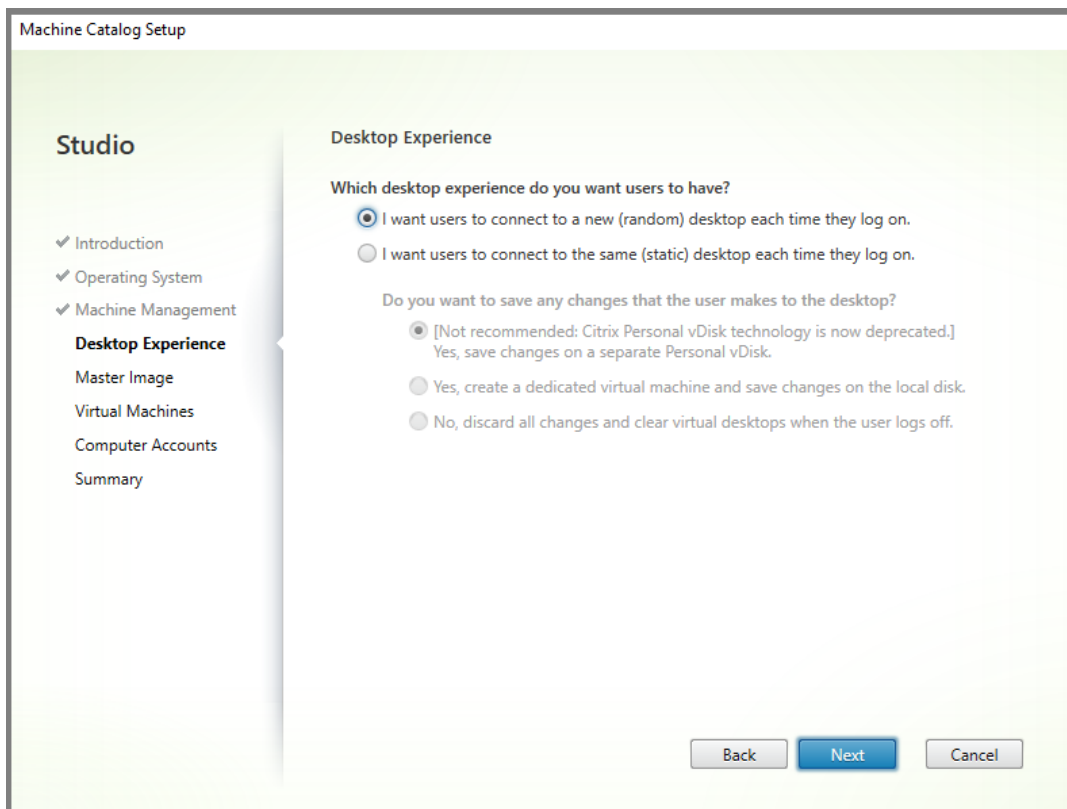 Machine Catalog Setup
Studio
Introduction
Operating System
Machine Management
Desktop Experience
Master Image
Virtual Machines
Computer Accounts
Summary
Desktop Experience
Which desktop experience do you want users to have?
I want users to connect to a new (random) desktop each time they log on.
I want users to connect to the same (static) desktop each time they log on.
Do you want to save any changes that the user makes to the desktop?
[Not recommended: Citrix Personal vDisk technology is now deprecated.]
Yes, save changes on a separate Personal vDisk.
Yes, create a dedicated virtual machine and save changes on the local disk.
No, discard all changes and clear virtual desktops when the user logs off.
Back
Next
Cancel